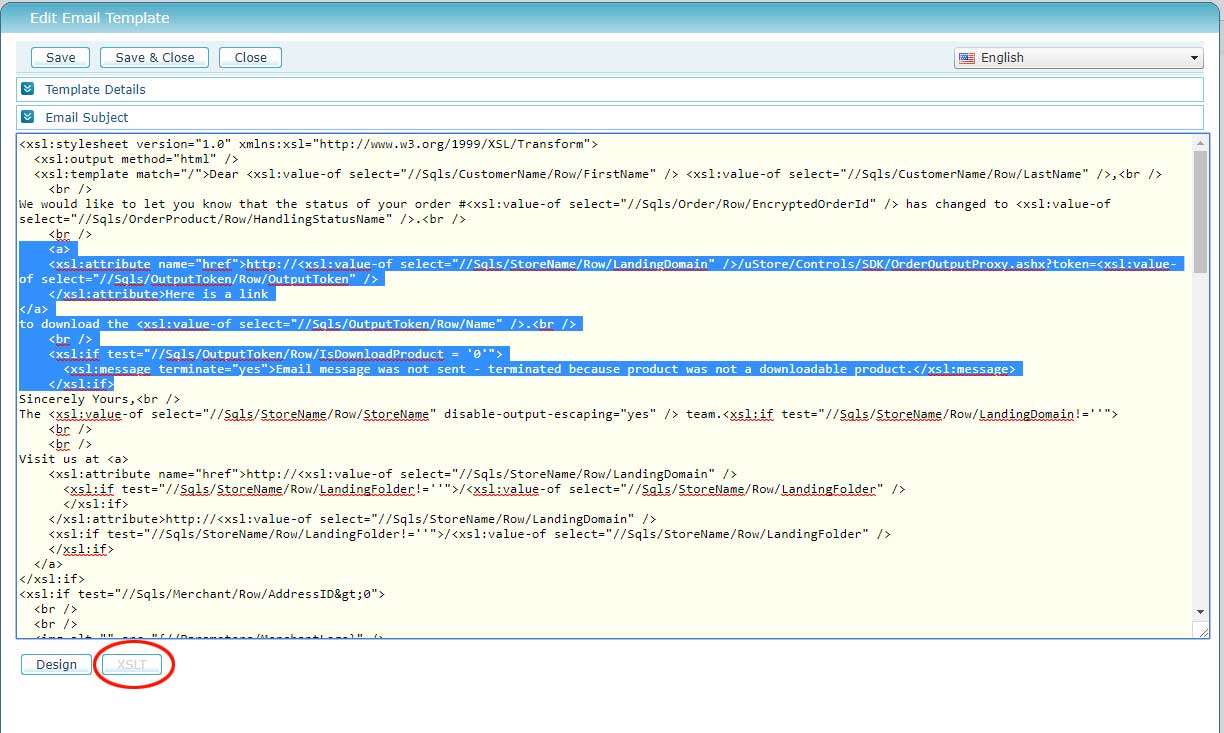 Edit Email Template
Save Save & Close Close English
Template Details
Email Subject
<xsl:stylesheet version="1.0" xmlns:xsl="http://www.w3.org/1999/XSL/Transform">
<xsl:output method="html" />
<xsl:template match="/">Dear <xsl:value-of select="//Sqls/CustomerName/Row/FirstName" /> <xsl:value-of select="//Sqls/CustomerName/Row/LastName" />,<br />
<br />
We would like to let you know that the status of your order #<xsl:value-of select="//Sqls/Order/Row/EncryptedOrderId" /> has changed to <xsl:value-of
select="//Sqls/OrderProduct/Row/HandlingStatusName" />.<br />
<br />
<a>
<xsl:attribute name="href">http://<xsl:value-of select="//Sqls/StoreName/Row/LandingDomain" />/uStore/Controls/SDK/OrderOutputProxy.ashx?token=<xsl:value-
of select="//Sqls/OutputToken/Row/OutputToken" />
</xsl:attribute>Here is a link
</a>
to download the <xsl:value-of select="//Sqls/OutputToken/Row/Name" />.<br />
<br />
<xsl:if test="//Sqls/OutputToken/Row/IsDownloadProduct = '0'">
<xsl:message terminate="yes">Email message was not sent - terminated because product was not a downloadable product.</xsl:message>
</xsl:if>
Sincerely Yours,<br />
The <xsl:value-of select="//Sqls/StoreName/Row/StoreName" disable-output-escaping="yes" /> team.<xsl:if test="//Sqls/StoreName/Row/LandingDomain!=''">
<br />
<br />
Visit us at <a>
<xsl:attribute name="href">http://<xsl:value-of select="//Sqls/StoreName/Row/LandingDomain" />
<xsl:if test="//Sqls/StoreName/Row/LandingFolder!=''">/<xsl:value-of select="//Sqls/StoreName/Row/LandingFolder" />
</xsl:if>
</xsl:attribute>http://<xsl:value-of select="//Sqls/StoreName/Row/LandingDomain" />
<xsl:if test="//Sqls/StoreName/Row/LandingFolder!=''">/<xsl:value-of select="//Sqls/StoreName/Row/LandingFolder" />
</xsl:if>
</a>
</xsl:if>
<xsl:if test="//Sqls/Merchant/Row/AddressID&gt;0">
<br />
<br />
<img alt="" src="{//Parameters/MerchantLogo}" />
Design XSLT